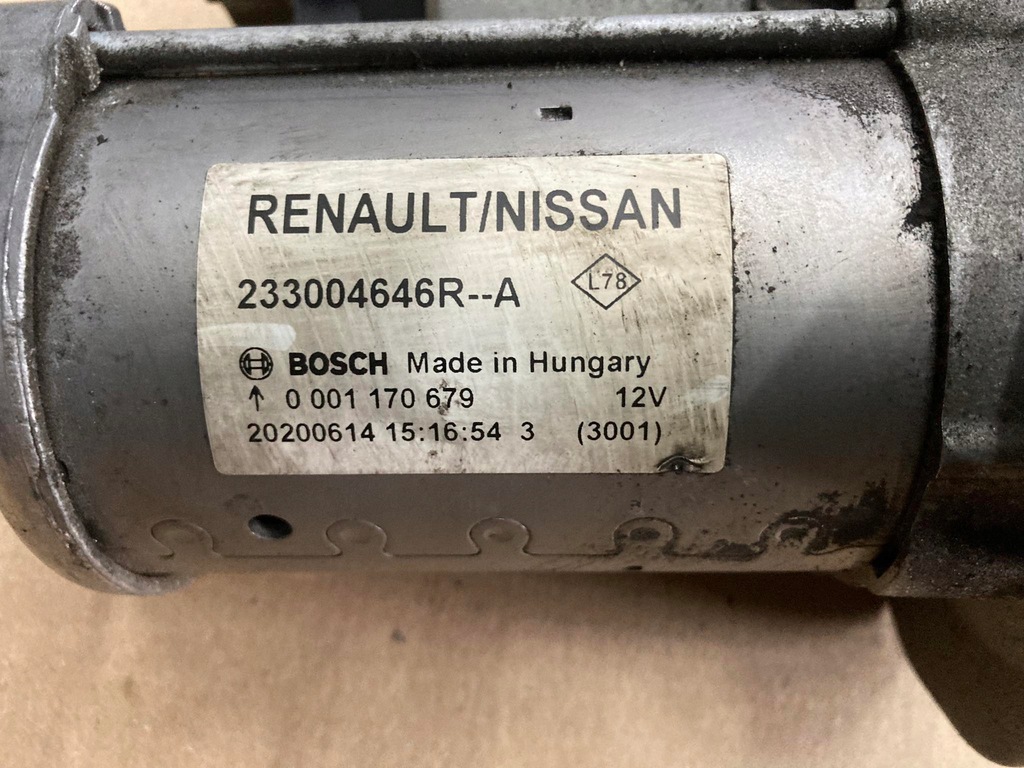 RENAULT/NISSAN
233004646R--A
L78
BOSCH Made in Hungary
↑ 0 001 170 679 12V
20200614 15:16:54 3 (3001)